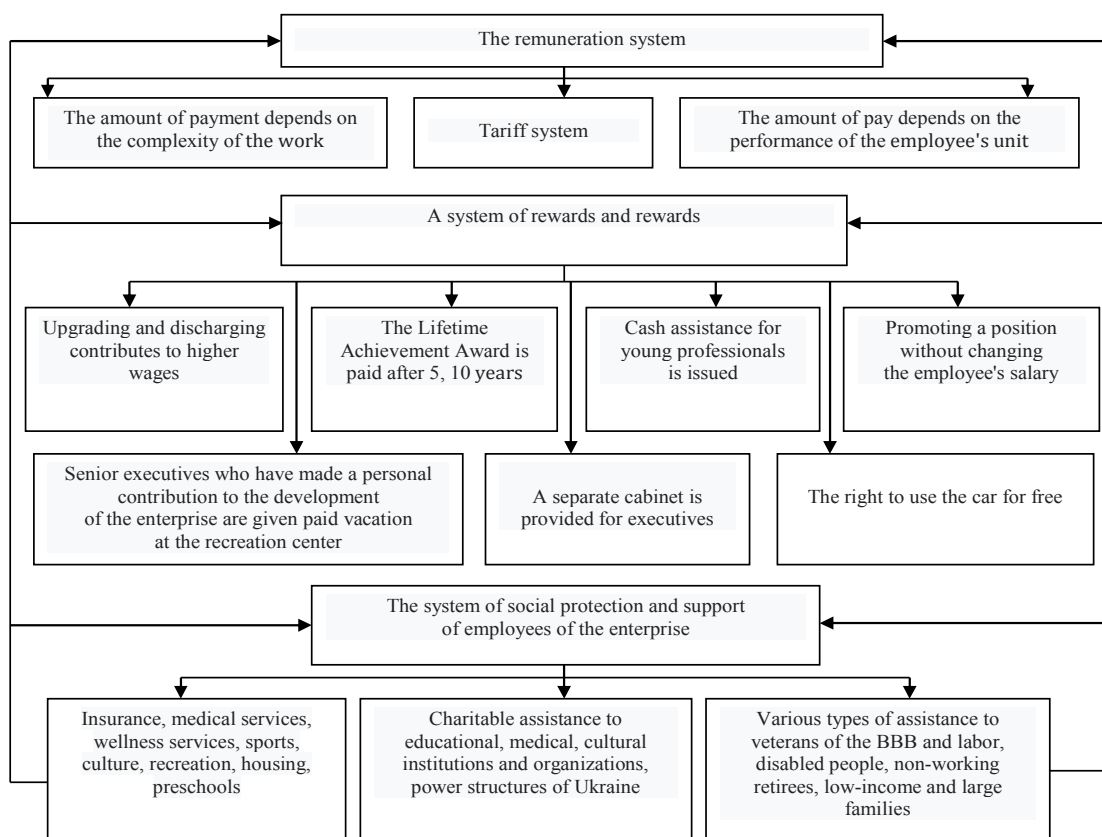 The remuneration system
The amount of payment depends on
the complexity of the work
Tariff system
The amount of pay depends on the
performance of the employee's unit
A system of rewards and rewards
Upgrading and discharging
contributes to higher
wages
The Lifetime
Achievement Award is
paid after 5, 10 years
Cash assistance for
young professionals
is issued
Promoting a position
without changing
the employee's salary
Senior executives who have made a personal
contribution to the development
of the enterprise are given paid vacation
at the recreation center
A separate cabinet is
provided for executives
The right to use the car for free
The system of social protection and support
of employees of the enterprise
Insurance, medical services,
wellness services, sports,
culture, recreation, housing,
preschools
Charitable assistance to
educational, medical, cultural
institutions and organizations,
power structures of Ukraine
Various types of assistance to
veterans of the BBB and labor,
disabled people, non-working
retirees, low-income and large
families